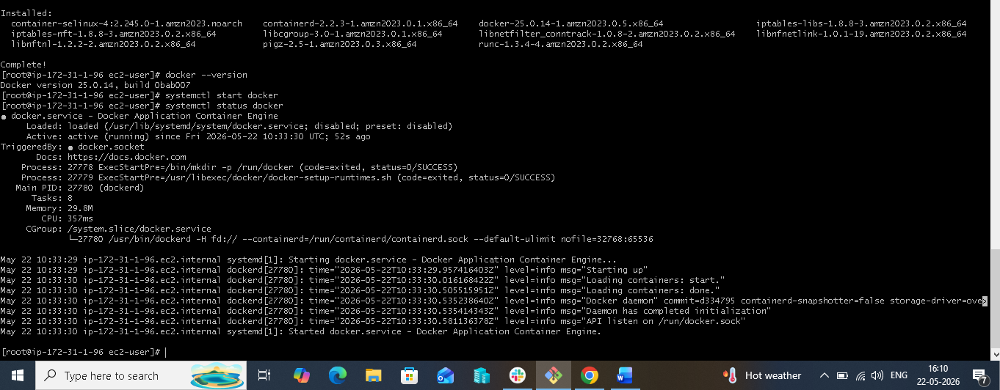 Installed:
container-selinux-4:2.245.0-1.amzn2023.noarch containerd-2.2.3-1.amzn2023.0.1.x86_64 docker-25.0.14-1.amzn2023.0.5.x86_64 iptables-libs-1.8.8-3.amzn2023.0.2.x86_64
iptables-nft-1.8.8-3.amzn2023.0.2.x86_64 libcgroup-3.0-1.amzn2023.0.1.x86_64 libnetfilter_conntrack-1.0.8-2.amzn2023.0.2.x86_64 libnfnetlink-1.0.1-19.amzn2023.0.2.x86_64
libnftnl-1.2.2-2.amzn2023.0.2.x86_64 pigz-2.5-1.amzn2023.0.3.x86_64 runc-1.3.4-4.amzn2023.0.2.x86_64
Complete!
[root@ip-172-31-1-96 ec2-user]# docker --version
Docker version 25.0.14, build 0bab007
[root@ip-172-31-1-96 ec2-user]# systemctl start docker
[root@ip-172-31-1-96 ec2-user]# systemctl status docker
● docker.service - Docker Application Container Engine
Loaded: loaded (/usr/lib/systemd/system/docker.service; disabled; preset: disabled)
Active: active (running) since Fri 2026-05-22 10:33:30 UTC; 52s ago
TriggeredBy: ● docker.socket
Docs: https://docs.docker.com
Process: 27778 ExecStartPre=/bin/mkdir -p /run/docker (code=exited, status=0/SUCCESS)
Process: 27779 ExecStartPre=/usr/libexec/docker/docker-setup-runtimes.sh (code=exited, status=0/SUCCESS)
Main PID: 27780 (dockerd)
Tasks: 8
Memory: 29.8M
CPU: 357ms
CGroup: /system.slice/docker.service
└─27780 /usr/bin/dockerd -H fd:// --containerd=/run/containerd/containerd.sock --default-ulimit nofile=32768:65536
May 22 10:33:29 ip-172-31-1-96.ec2.internal systemd[1]: Starting docker.service - Docker Application Container Engine...
May 22 10:33:29 ip-172-31-1-96.ec2.internal dockerd[27780]: time="2026-05-22T10:33:29.957416403Z" level=info msg="Starting up"
May 22 10:33:30 ip-172-31-1-96.ec2.internal dockerd[27780]: time="2026-05-22T10:33:30.016168422Z" level=info msg="Loading containers: start."
May 22 10:33:30 ip-172-31-1-96.ec2.internal dockerd[27780]: time="2026-05-22T10:33:30.505515951Z" level=info msg="Loading containers: done."
May 22 10:33:30 ip-172-31-1-96.ec2.internal dockerd[27780]: time="2026-05-22T10:33:30.535238640Z" level=info msg="Docker daemon" commit=d334795 containerd-snapshotter=false storage-driver=ove>
May 22 10:33:30 ip-172-31-1-96.ec2.internal dockerd[27780]: time="2026-05-22T10:33:30.535414343Z" level=info msg="Daemon has completed initialization"
May 22 10:33:30 ip-172-31-1-96.ec2.internal dockerd[27780]: time="2026-05-22T10:33:30.581136378Z" level=info msg="API listen on /run/docker.sock"
May 22 10:33:30 ip-172-31-1-96.ec2.internal systemd[1]: Started docker.service - Docker Application Container Engine.
[root@ip-172-31-1-96 ec2-user]#
Type here to search
Hot weather
ENG
16:10
22-05-2026
7